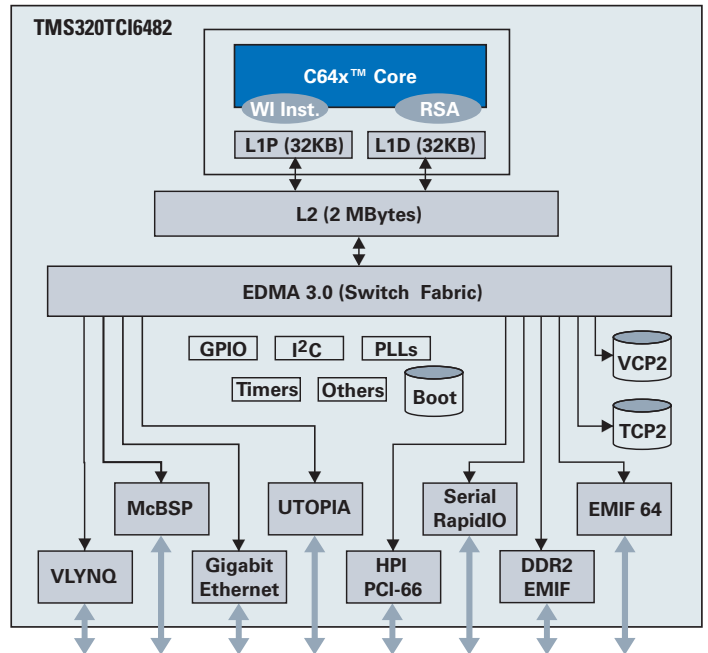 TMS320TCI6482
C64x™ Core
WI Inst.
RSA
L1P (32KB)
L1D (32KB)
L2 (2 MBytes)
EDMA 3.0 (Switch Fabric)
GPIO
I²C
PLLs
VCP2
Timers
Others
Boot
TCP2
McBSP
UTOPIA
Serial
RapidIO
EMIF 64
VLYNQ
Gigabit
Ethernet
HPI
PCI-66
DDR2
EMIF